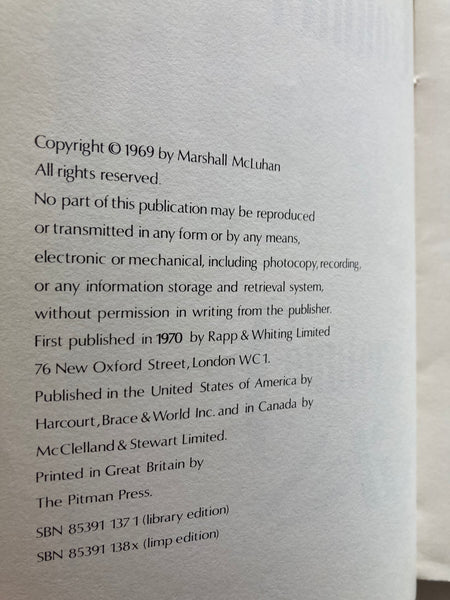 Copyright © 1969 by Marshall McLuhan
All rights reserved.
No part of this publication may be reproduced
or transmitted in any form or by any means,
electronic or mechanical, including photocopy, recording,
or any information storage and retrieval system,
without permission in writing from the publisher.
First published in 1970 by Rapp & Whiting Limited
76 New Oxford Street, London WC1.
Published in the United States of America by
Harcourt, Brace & World Inc. and in Canada by
McClelland & Stewart Limited.
Printed in Great Britain by
The Pitman Press.
SBN 85391 137 1 (library edition)
SBN 85391 138 x (limp edition)